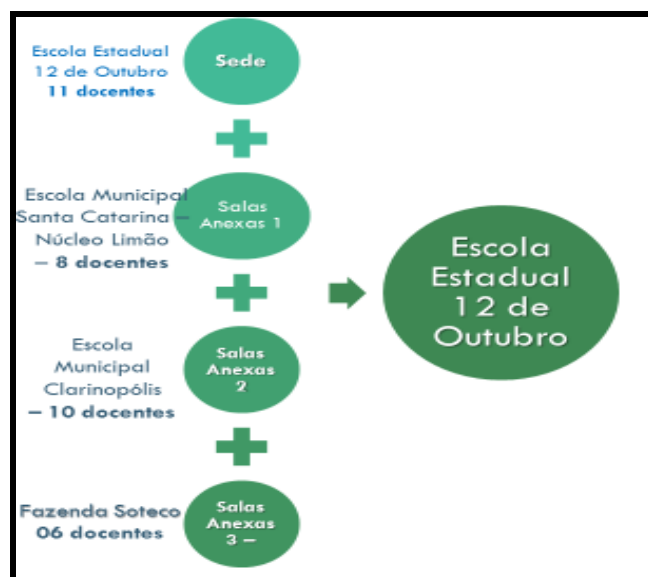 Escola Estadual
12 de Outubro
11 docentes
Sede
Escola Municipal
Santa Catarina –
Núcleo Limão
– 8 docentes
Salas
Anexas 1
Escola
Municipal
Clarinopólis
– 10 docentes
Salas
Anexas
2
Fazenda Soteco
06 docentes
Salas
Anexas
3 –
Escola
Estadual
12 de
Outubro